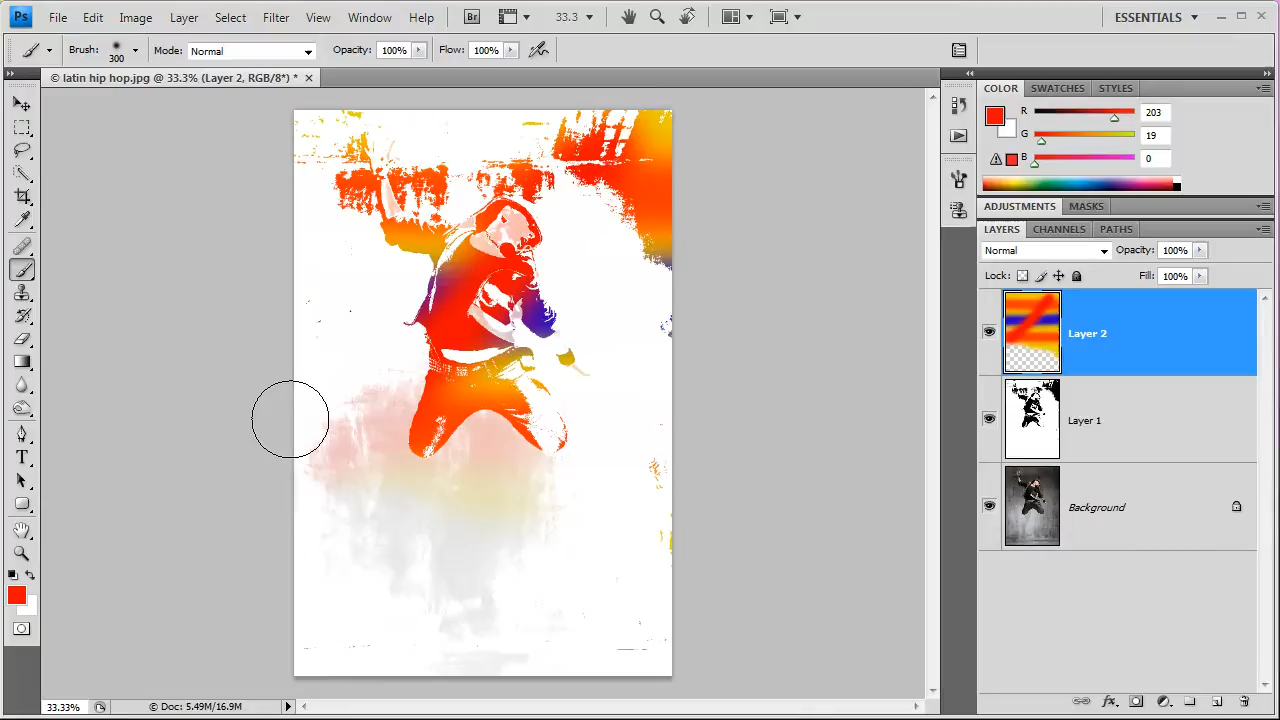 Ps File Edit Image Layer Select Filter View Window Help Br 33.3 ESSENTIALS
Brush: 300 Mode: Normal Opacity: 100% Flow: 100%
© latin hip hop.jpg @ 33.3% (Layer 2, RGB/8*) * ×
COLOR SWATCHES STYLES
R 203
G 19
B 0
ADJUSTMENTS MASKS
LAYERS CHANNELS PATHS
Normal Opacity: 100%
Lock: Fill: 100%
Layer 2
Layer 1
Background
T
33.33% © Doc: 5.49M/16.9M
fx